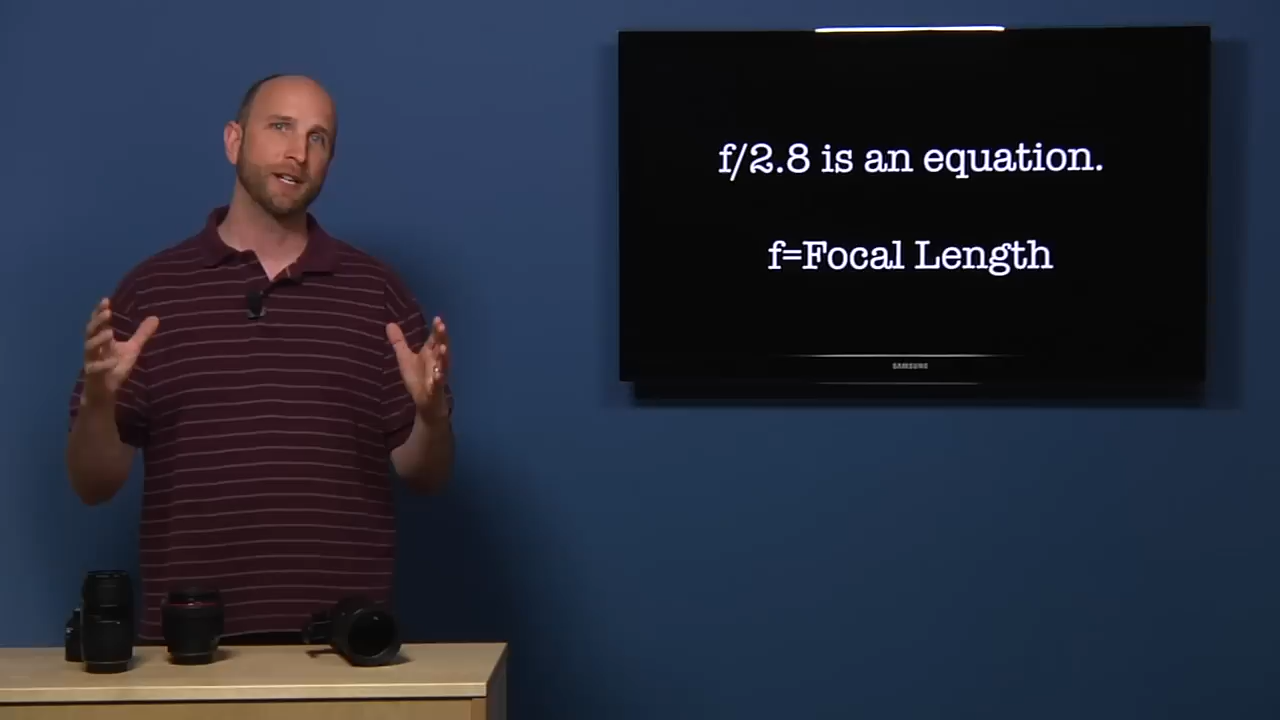 f/2.8 is an equation.
f=Focal Length
SAMSUNG